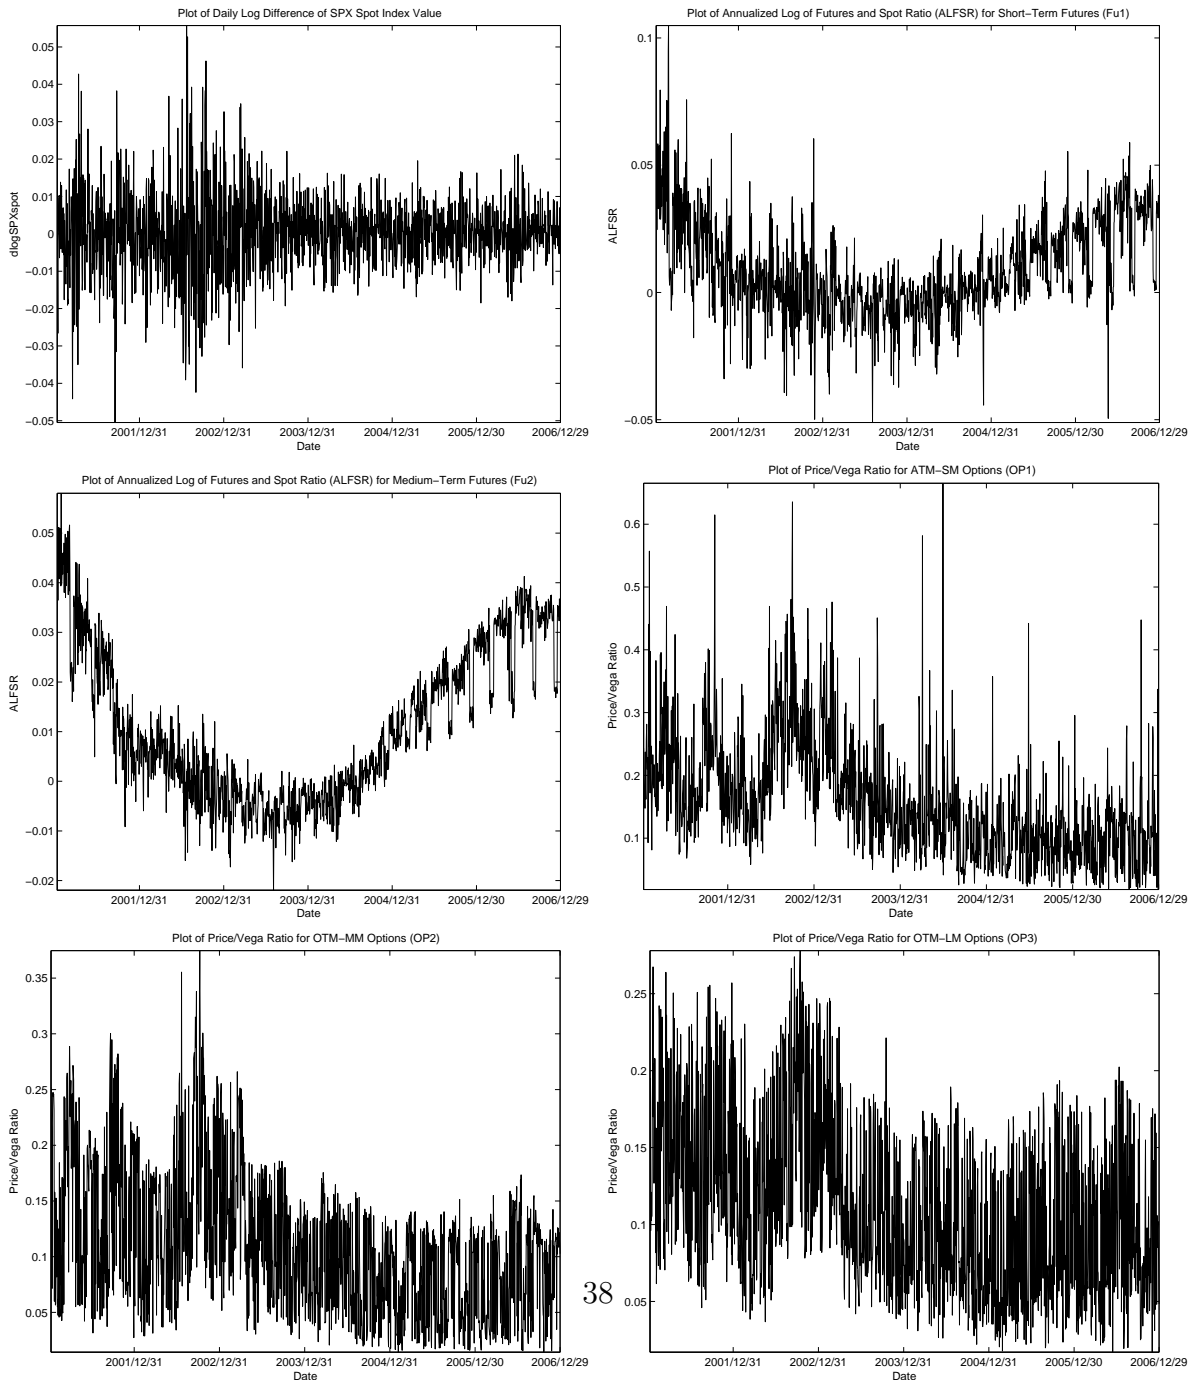 Plot of Daily Log Difference of SPX Spot Index Value
0.05
0.04
0.03
0.02
0.01
0
−0.01
−0.02
−0.03
−0.04
−0.05
dlogSPXspot
2001/12/31 2002/12/31 2003/12/31 2004/12/31 2005/12/30 2006/12/29
Date
Plot of Annualized Log of Futures and Spot Ratio (ALFSR) for Short−Term Futures (Fu1)
0.1
0.05
0
−0.05
ALFSR
2001/12/31 2002/12/31 2003/12/31 2004/12/31 2005/12/30 2006/12/29
Date
Plot of Annualized Log of Futures and Spot Ratio (ALFSR) for Medium−Term Futures (Fu2)
0.05
0.04
0.03
0.02
0.01
0
−0.01
−0.02
ALFSR
2001/12/31 2002/12/31 2003/12/31 2004/12/31 2005/12/30 2006/12/29
Date
Plot of Price/Vega Ratio for ATM−SM Options (OP1)
0.6
0.5
0.4
0.3
0.2
0.1
Price/Vega Ratio
2001/12/31 2002/12/31 2003/12/31 2004/12/31 2005/12/30 2006/12/29
Date
Plot of Price/Vega Ratio for OTM−MM Options (OP2)
0.35
0.3
0.25
0.2
0.15
0.1
0.05
Price/Vega Ratio
2001/12/31 2002/12/31 2003/12/31 2004/12/31 2005/12/30 2006/12/29
Date
Plot of Price/Vega Ratio for OTM−LM Options (OP3)
0.25
0.2
0.15
0.1
0.05
Price/Vega Ratio
2001/12/31 2002/12/31 2003/12/31 2004/12/31 2005/12/30 2006/12/29
Date
38